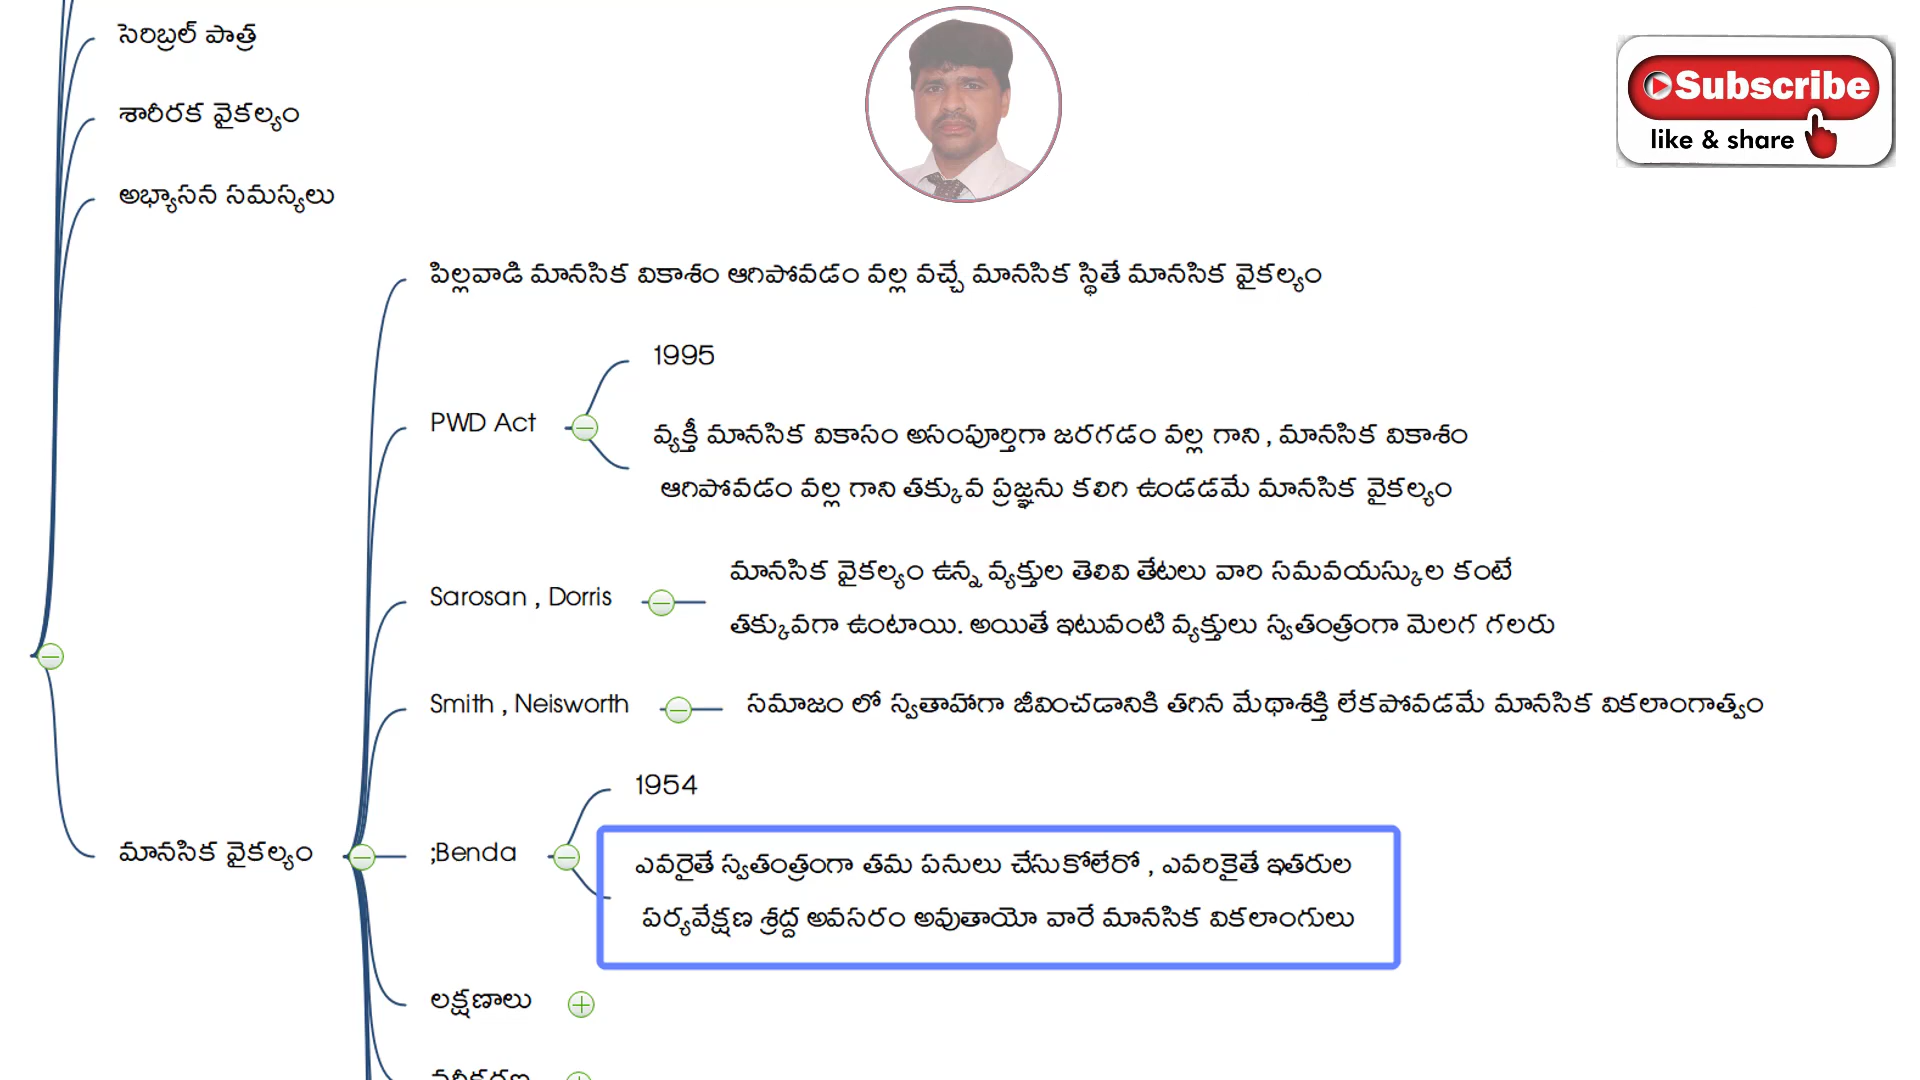 సెరిబ్రల్ పాత్ర
Subscribe
like & share
శారీరక వైకల్యం
అభ్యాసన సమస్యలు
పిల్లవాడి మానసిక వికాశం ఆగిపోవడం వల్ల వచ్చే మానసిక స్థితే మానసిక వైకల్యం
1995
PWD Act
వ్యక్తీ మానసిక వికాసం అసంపూర్తిగా జరగడం వల్ల గాని , మానసిక వికాశం
ఆగిపోవడం వల్ల గాని తక్కువ ప్రజ్ఞను కలిగి ఉండడమే మానసిక వైకల్యం
Sarosan , Dorris
మానసిక వైకల్యం ఉన్న వ్యక్తుల తెలివి తేటలు వారి సమవయస్కుల కంటే
తక్కువగా ఉంటాయి. అయితే ఇటువంటి వ్యక్తులు స్వతంత్రంగా మెలగ గలరు
Smith , Neisworth
సమాజం లో స్వతాహాగా జీవించడానికి తగిన మేథాశక్తి లేకపోవడమే మానసిక వికలాంగాత్వం
1954
మానసిక వైకల్యం
;Benda
ఎవరైతే స్వతంత్రంగా తమ పనులు చేసుకోలేరో , ఎవరికైతే ఇతరుల
పర్యవేక్షణ శ్రద్ద అవసరం అవుతాయో వారే మానసిక వికలాంగులు
లక్షణాలు